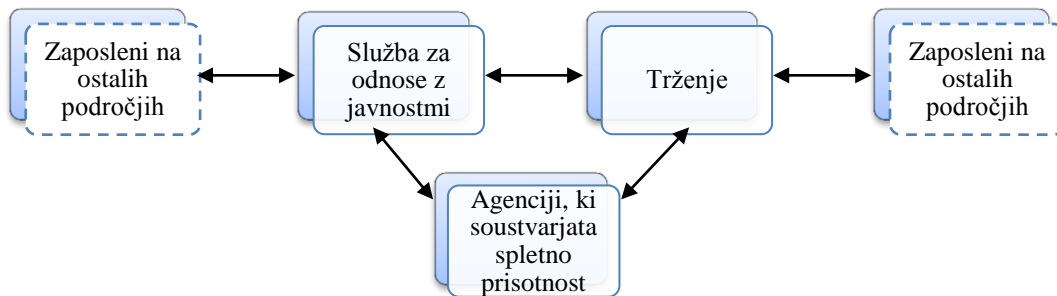 Zaposleni na
ostalih
področjih
Služba za
odnose z
javnostmi
Trženje
Zaposleni na
ostalih
področjih
Agenciji, ki
soustvarjata
spletno
prisotnost